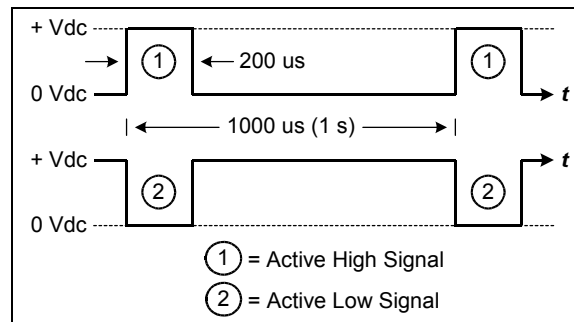 + Vdc
1
200 us
1
0 Vdc
t
1000 us (1 s)
+ Vdc
t
2
2
0 Vdc
1 = Active High Signal
2 = Active Low Signal